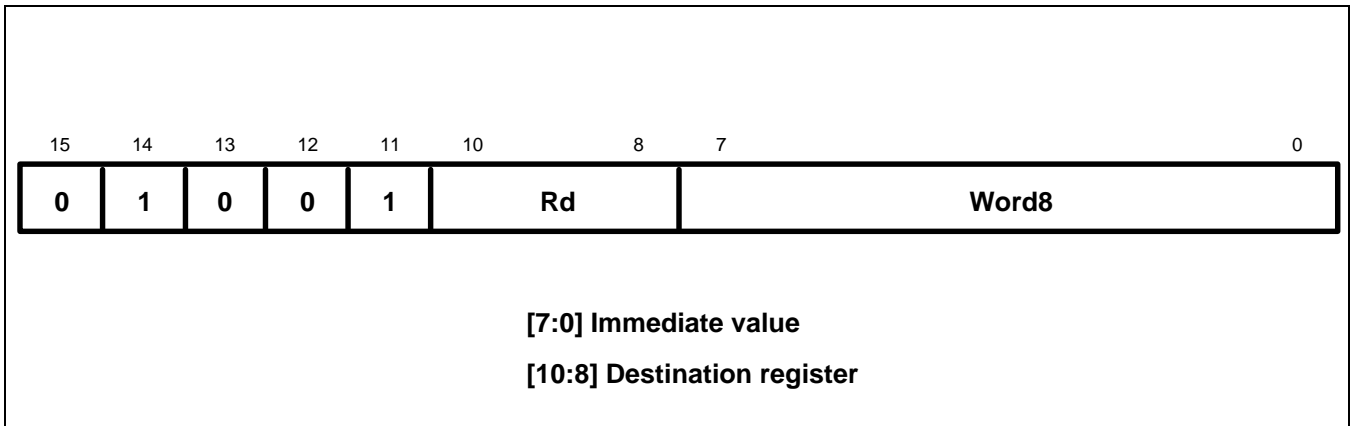 15 14 13 12 11 10 8 7 0
0 1 0 0 1 Rd Word8
[7:0] Immediate value
[10:8] Destination register